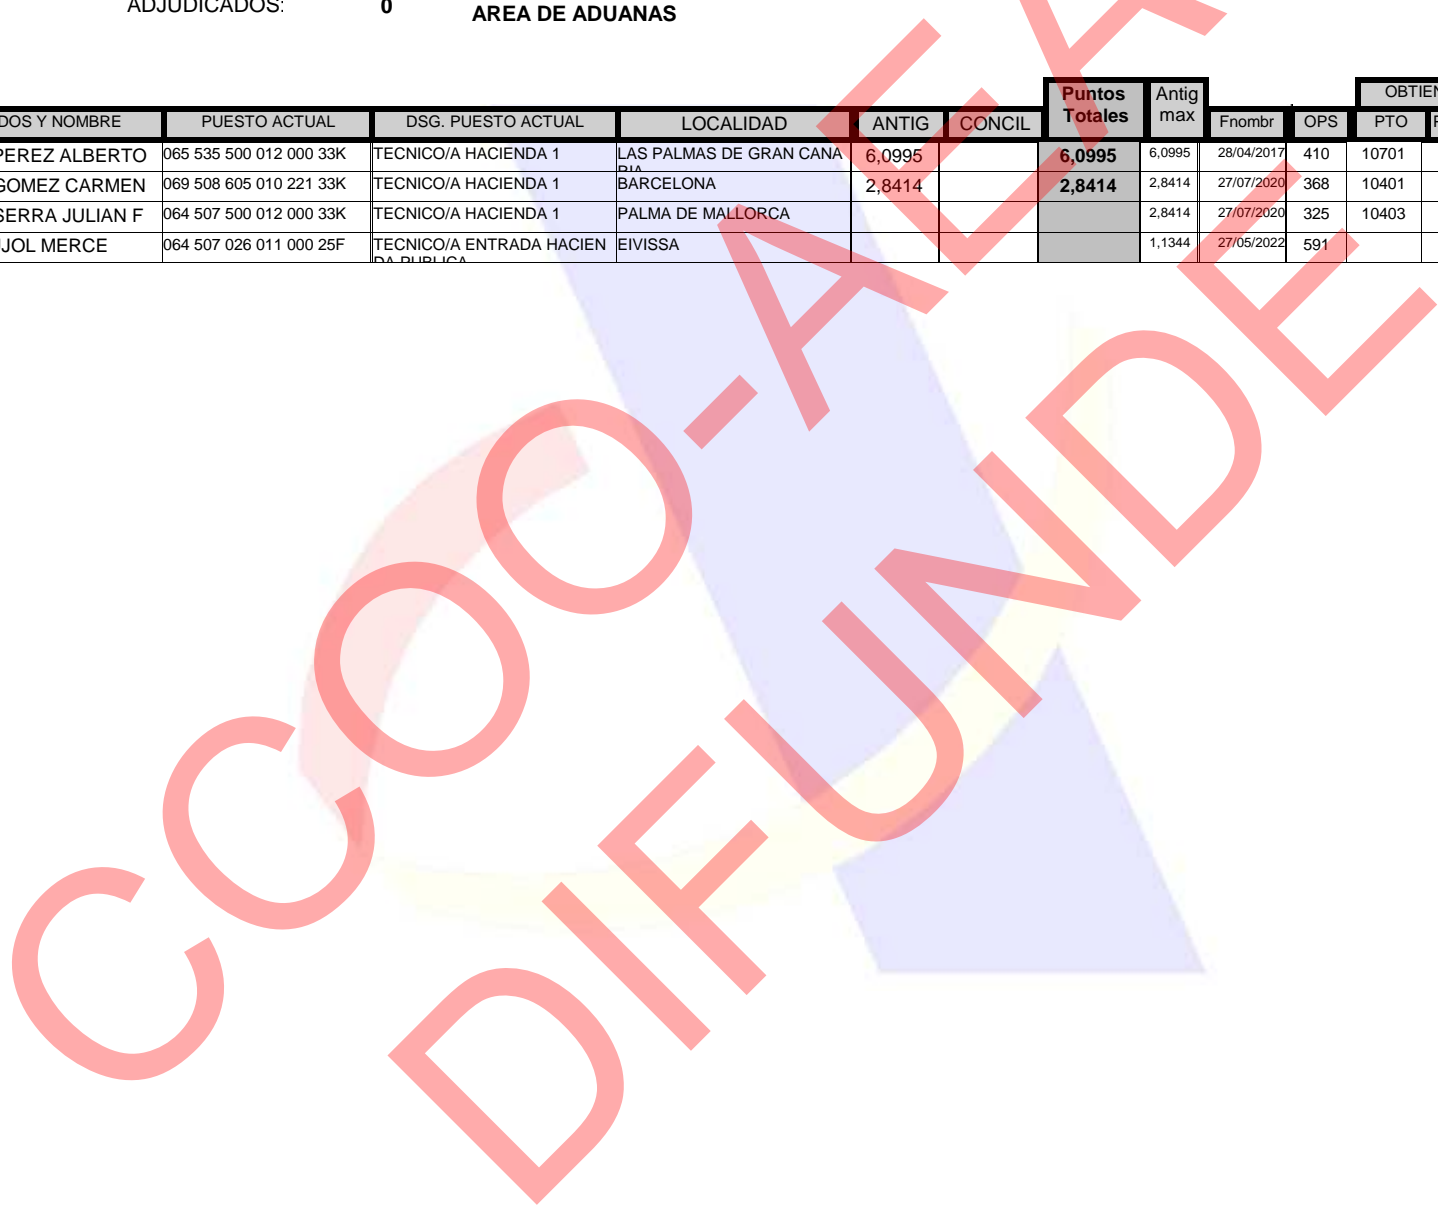 ADJUDICADOS: 0 AREA DE ADUANAS
Puntos Totales Antig max OBTIEN
DOS Y NOMBRE PUESTO ACTUAL DSG. PUESTO ACTUAL LOCALIDAD ANTIG CONCIL Fnombr OPS PTO
PEREZ ALBERTO 065 535 500 012 000 33K TECNICO/A HACIENDA 1 LAS PALMAS DE GRAN CANA RIA 6,0995 6,0995 6,0995 28/04/2017 410 10701
GOMEZ CARMEN 069 508 605 010 221 33K TECNICO/A HACIENDA 1 BARCELONA 2,8414 2,8414 2,8414 27/07/2020 368 10401
SERRA JULIAN F 064 507 500 012 000 33K TECNICO/A HACIENDA 1 PALMA DE MALLORCA 2,8414 27/07/2020 325 10403
JOL MERCE 064 507 026 011 000 25F TECNICO/A ENTRADA HACIEN DA PUBLICA EIVISSA 1,1344 27/05/2022 591
CCOO-AEA
DIFUNDE